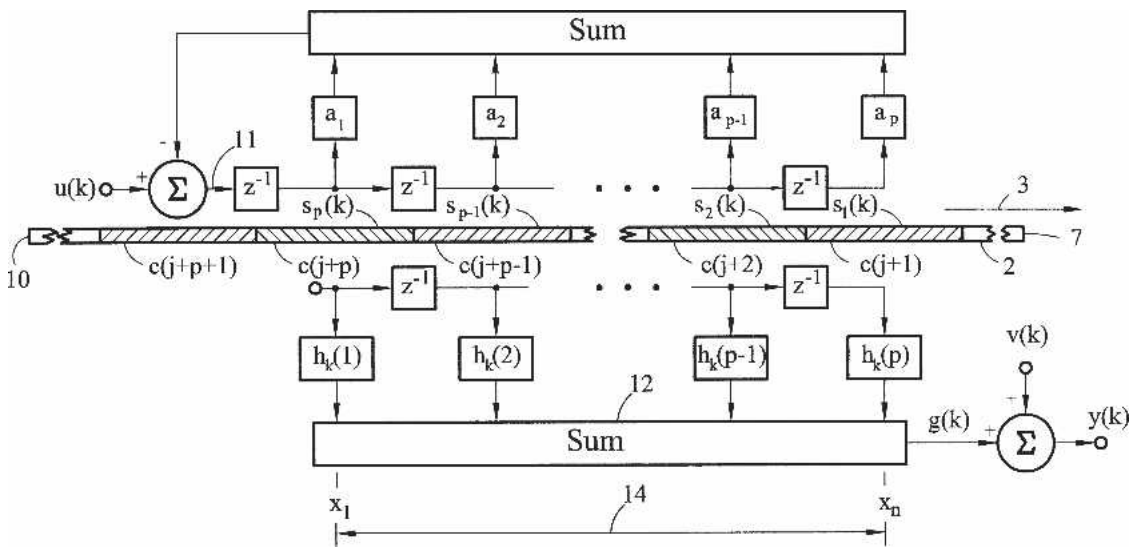 Sum
a₁ a₂ aₚ₋₁ aₚ
- 11
u(k) + Σ z⁻¹ z⁻¹ . . . z⁻¹ 3
sₚ(k) sₚ₋₁(k) s₂(k) s₁(k)
10 c(j+p+1) c(j+p) c(j+p-1) c(j+2) c(j+1) 2 7
z⁻¹ . . . z⁻¹
hₖ(1) hₖ(2) hₖ(p-1) hₖ(p) v(k)
12 +
Sum g(k) + Σ y(k)
x₁ 14 xₙ